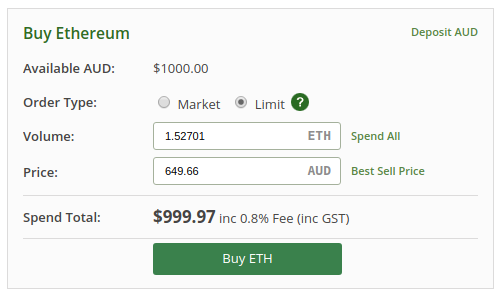 Buy Ethereum Deposit AUD
Available AUD: $1000.00
Order Type: Market Limit ?
Volume: 1.52701 ETH Spend All
Price: 649.66 AUD Best Sell Price
Spend Total: $999.97 inc 0.8% Fee (inc GST)
Buy ETH